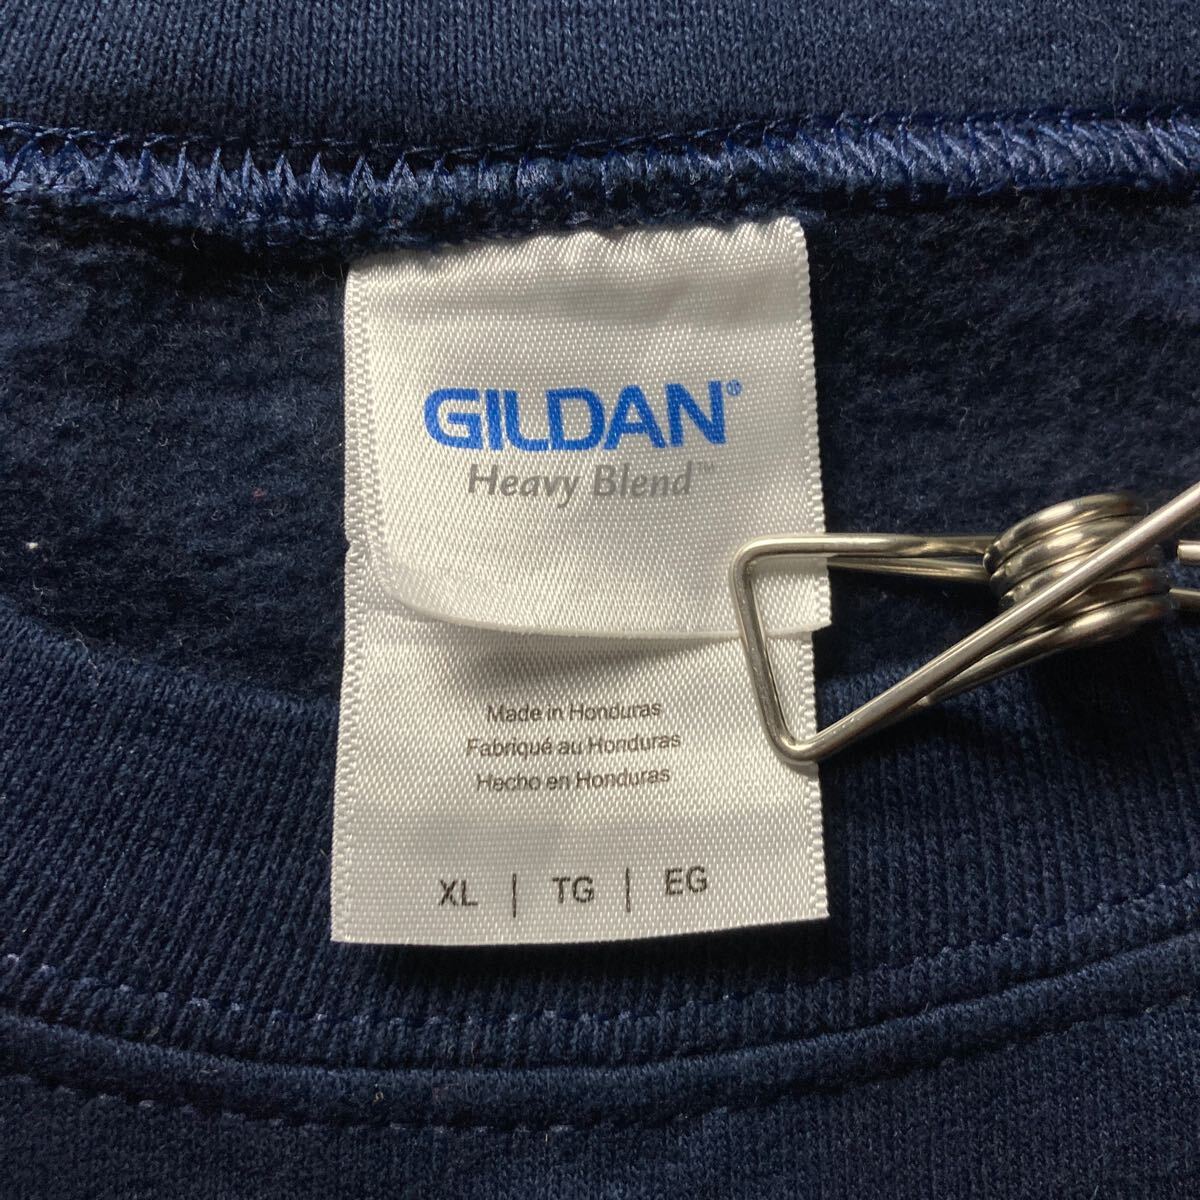 GILDAN®
Heavy Blend™
Made in Honduras
Fabriqué au Honduras
Hecho en Honduras
XL | TG | EG